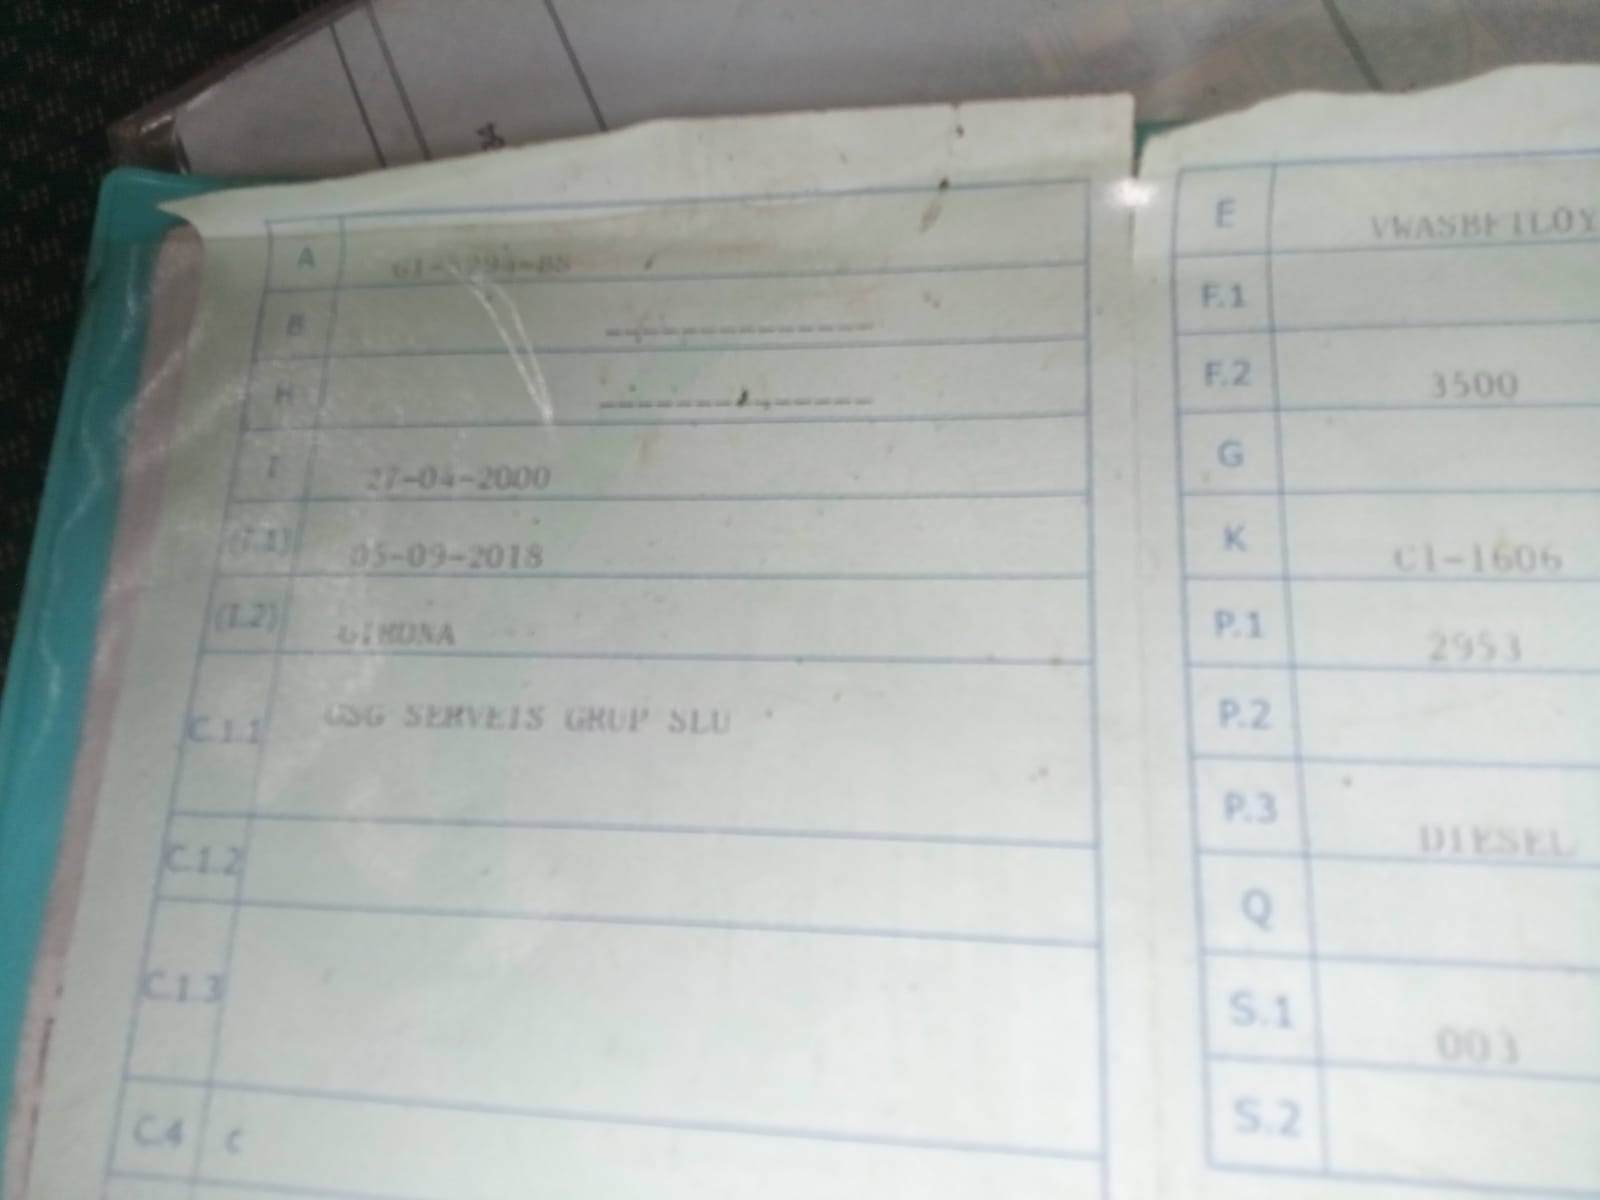 A
B -------------
H -------------
I 27-04-2000
(I.1) 05-09-2018
(I.2) GIRONA
C.1.1 GSG SERVEIS GRUP SLU
C.1.2
C.1.3
C.4 c
E
F.1
F.2 3500
G
K C1-1606
P.1 2953
P.2
P.3 DIESEL
Q
S.1 003
S.2